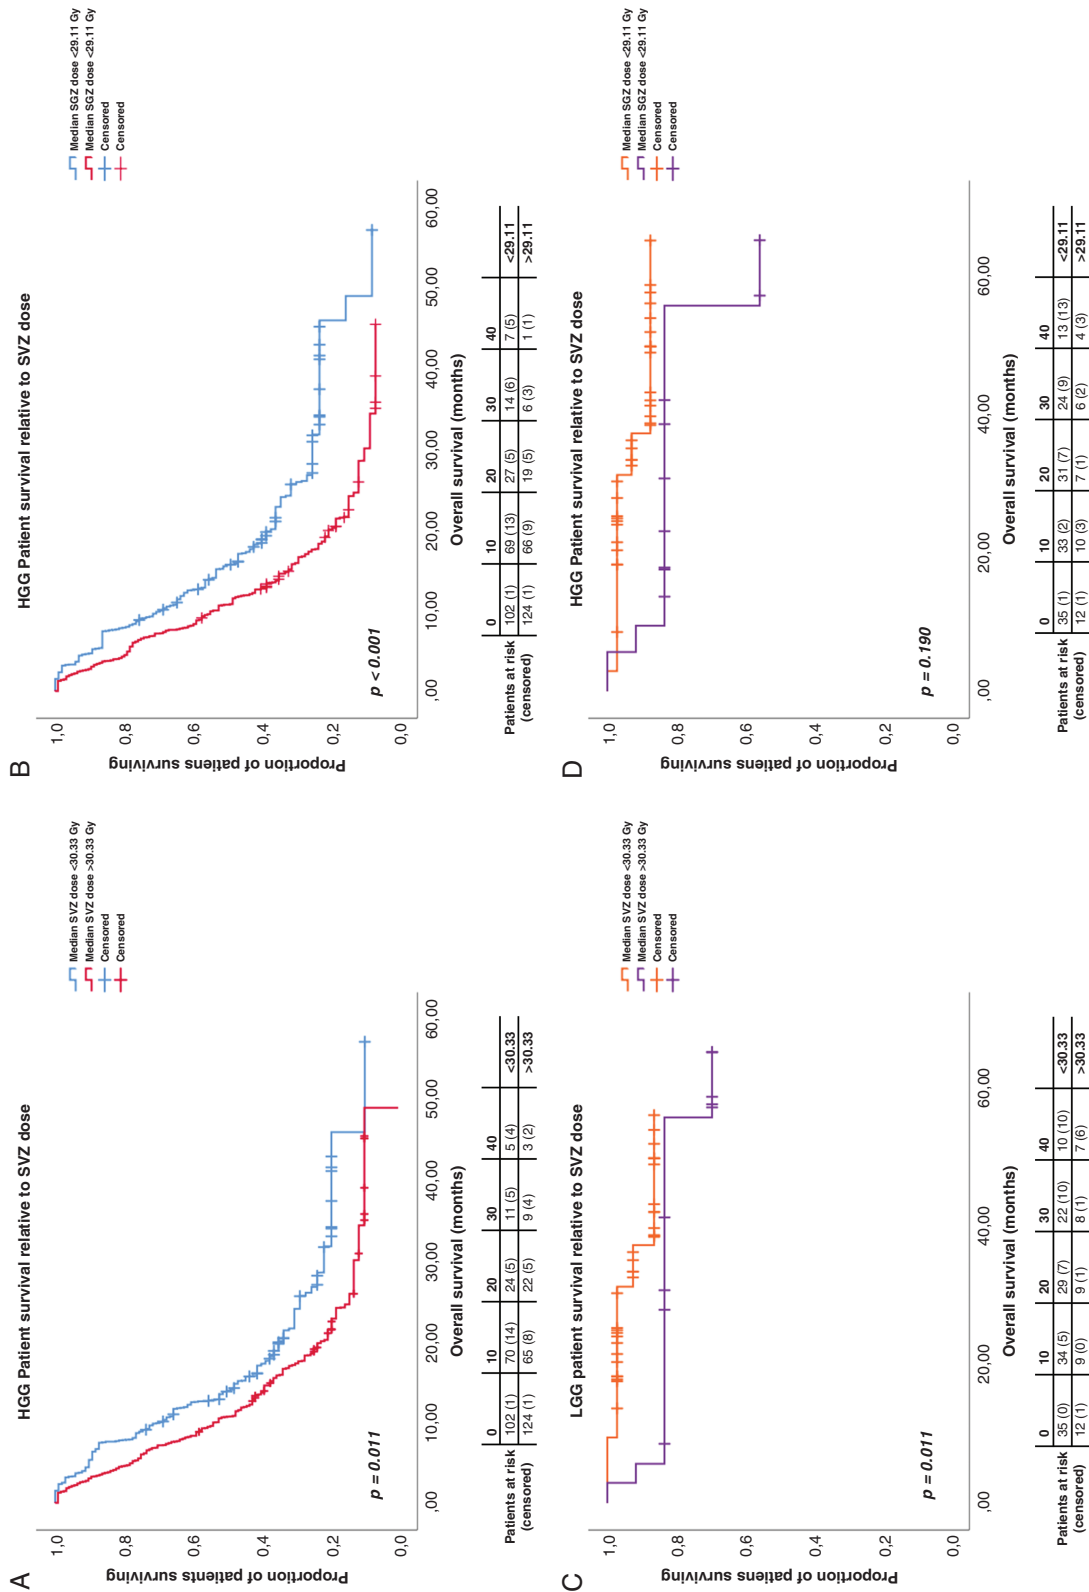 A
HGG Patient survival relative to SVZ dose
Median SVZ dose <30.33 Gy
Median SVZ dose >30.33 Gy
Censored
Censored
Proportion of patiens surviving
1,0
0,8
0,6
0,4
0,2
0,0
p = 0.011
,00 10,00 20,00 30,00 40,00 50,00 60,00
Overall survival (months)
Patients at risk (censored)
0 10 20 30 40
102 (1) 70 (14) 24 (5) 11 (5) 5 (4) <30.33
124 (1) 65 (8) 22 (5) 9 (4) 3 (2) >30.33
B
HGG Patient survival relative to SVZ dose
Median SGZ dose <29.11 Gy
Median SGZ dose <29.11 Gy
Censored
Censored
Proportion of patiens surviving
1,0
0,8
0,6
0,4
0,2
0,0
p < 0.001
,00 10,00 20,00 30,00 40,00 50,00 60,00
Overall survival (months)
Patients at risk (censored)
0 10 20 30 40
102 (1) 69 (13) 27 (5) 14 (6) 7 (5) <29.11
124 (1) 66 (9) 19 (5) 6 (3) 1 (1) >29.11
C
LGG patient survival relative to SVZ dose
Median SVZ dose <30.33 Gy
Median SVZ dose >30.33 Gy
Censored
Censored
Proportion of patiens surviving
1,0
0,8
0,6
0,4
0,2
0,0
p = 0.011
,00 20,00 40,00 60,00
Overall survival (months)
Patients at risk (censored)
0 10 20 30 40
35 (0) 34 (5) 29 (7) 22 (10) 10 (10) <30.33
12 (1) 9 (0) 9 (1) 8 (1) 7 (6) >30.33
D
HGG Patient survival relative to SVZ dose
Median SGZ dose <29.11 Gy
Median SGZ dose <29.11 Gy
Censored
Censored
Proportion of patiens surviving
1,0
0,8
0,6
0,4
0,2
0,0
p = 0.190
,00 20,00 40,00 60,00
Overall survival (months)
Patients at risk (censored)
0 10 20 30 40
35 (1) 33 (2) 31 (7) 24 (9) 13 (13) <29.11
12 (1) 10 (3) 7 (1) 6 (2) 4 (3) >29.11